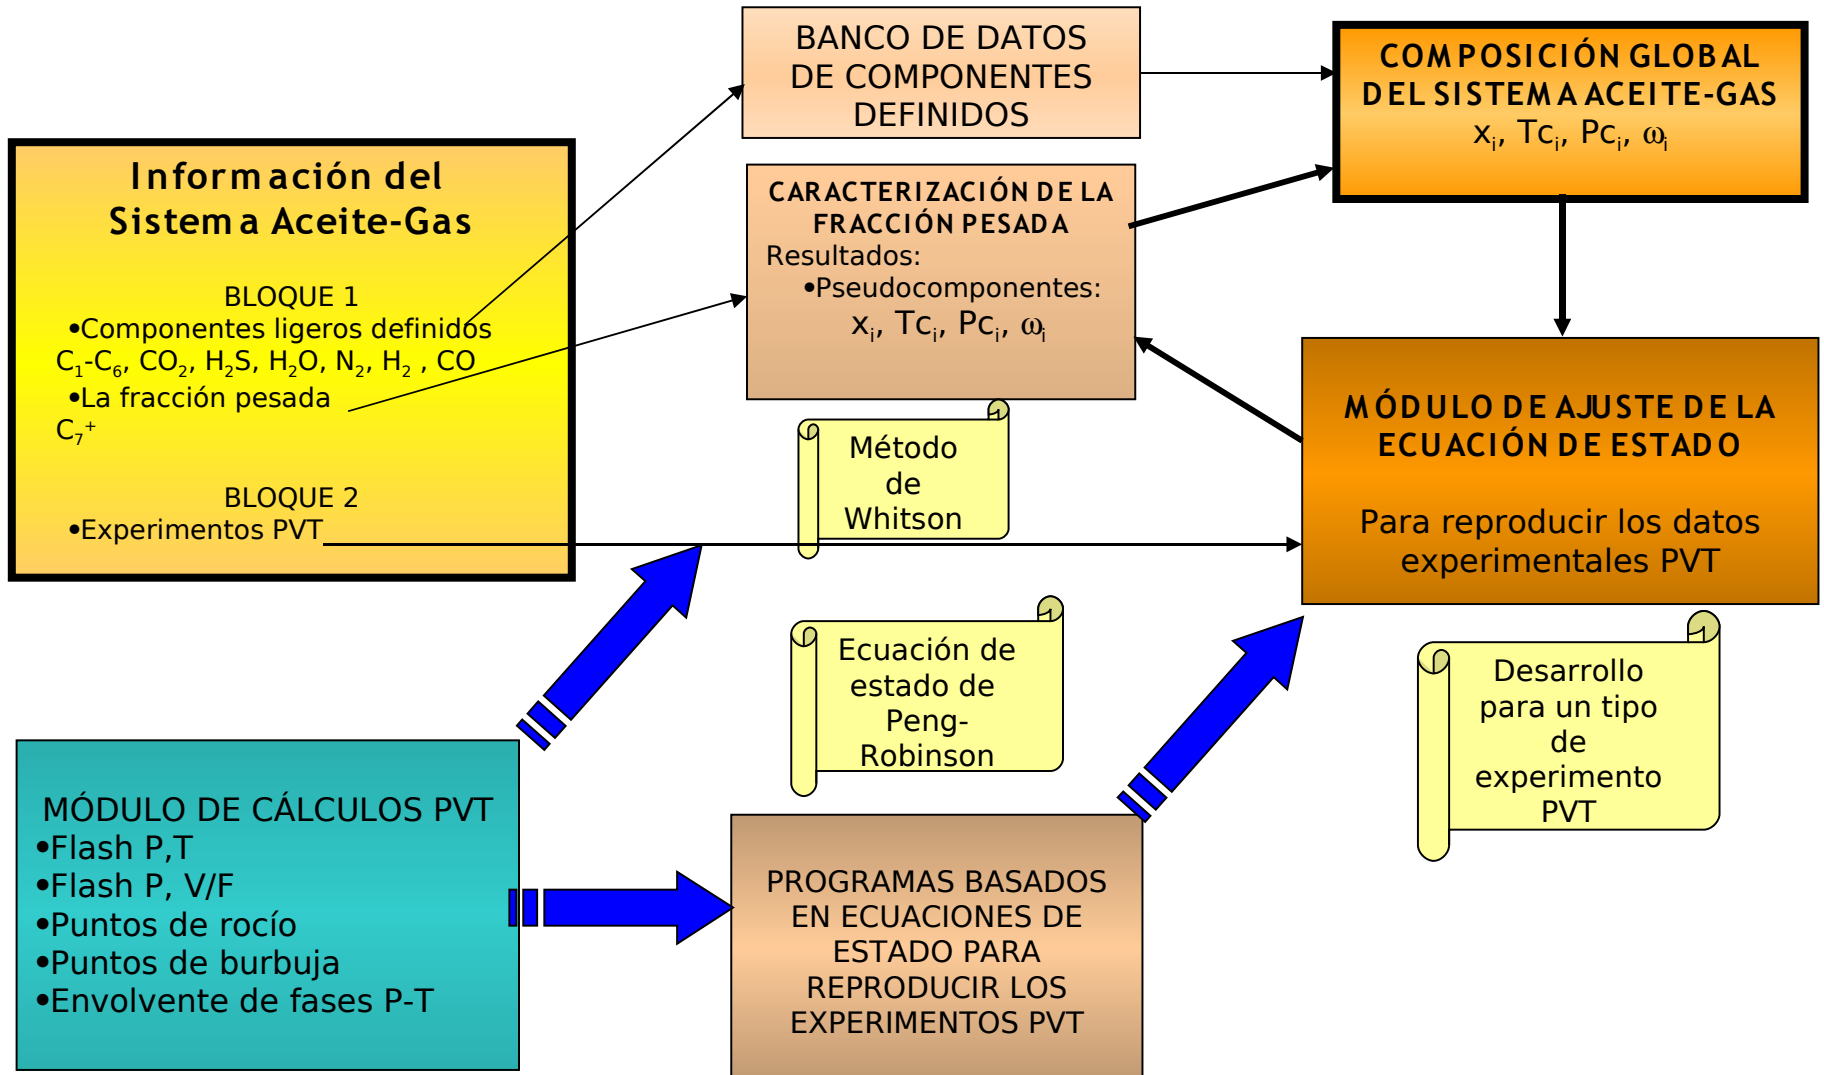 BANCO DE DATOS
DE COMPONENTES
DEFINIDOS
COMPOSICIÓN GLOBAL
DEL SISTEMA ACEITE-GAS
xᵢ, Tcᵢ, Pcᵢ, ωᵢ
Información del
Sistema Aceite-Gas
BLOQUE 1
•Componentes ligeros definidos
C₁-C₆, CO₂, H₂S, H₂O, N₂, H₂ , CO
•La fracción pesada
C₇⁺
BLOQUE 2
•Experimentos PVT
CARACTERIZACIÓN DE LA
FRACCIÓN PESADA
Resultados:
•Pseudocomponentes:
xᵢ, Tcᵢ, Pcᵢ, ωᵢ
MÓDULO DE AJUSTE DE LA
ECUACIÓN DE ESTADO
Para reproducir los datos
experimentales PVT
Método
de
Whitson
Ecuación de
estado de
Peng-
Robinson
Desarrollo
para un tipo
de
experimento
PVT
MÓDULO DE CÁLCULOS PVT
•Flash P,T
•Flash P, V/F
•Puntos de rocío
•Puntos de burbuja
•Envolvente de fases P-T
PROGRAMAS BASADOS
EN ECUACIONES DE
ESTADO PARA
REPRODUCIR LOS
EXPERIMENTOS PVT